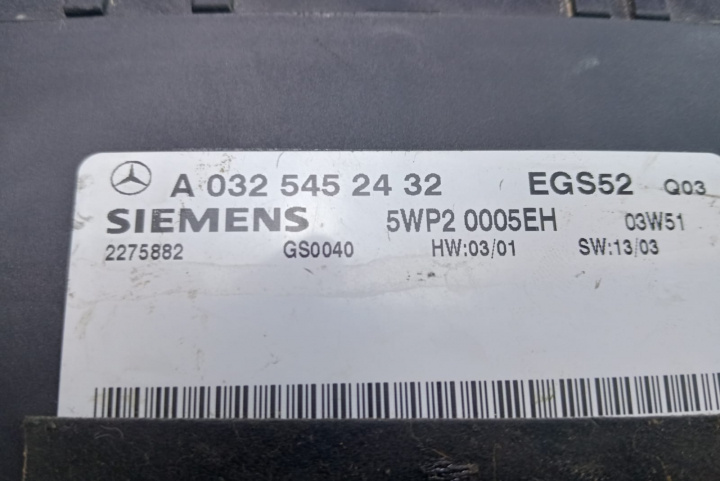 A 032 545 24 32 EGS52 Q03
SIEMENS 5WP2 0005EH 03W51
2275882 GS0040 HW:03/01 SW:13/03